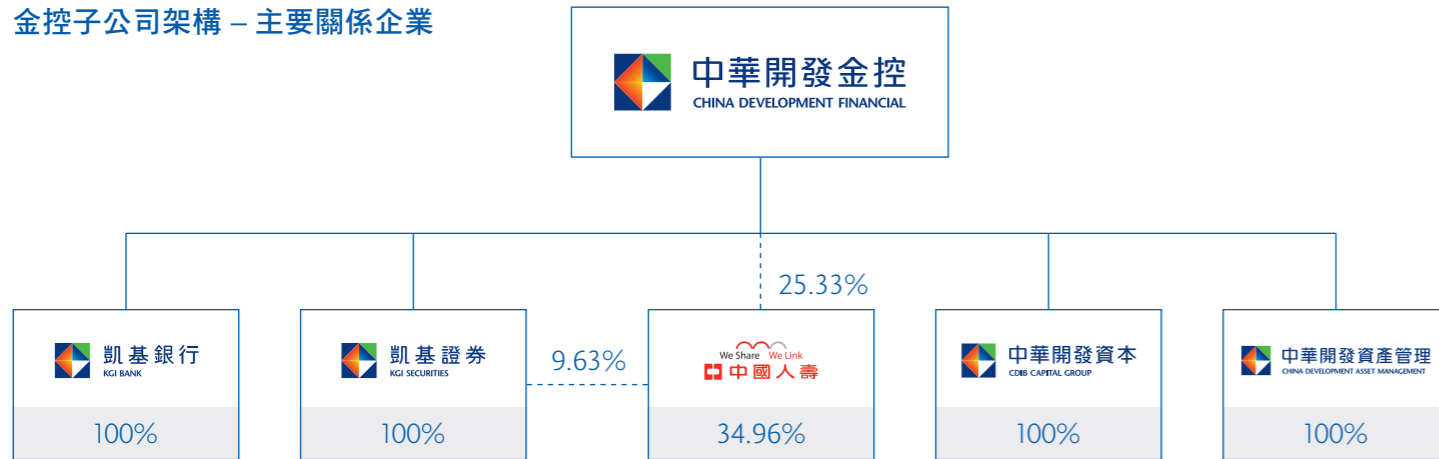 金控子公司架構 – 主要關係企業
中華開發金控
CHINA DEVELOPMENT FINANCIAL
25.33%
凱基銀行
KGI BANK
100%
凱基證券
KGI SECURITIES
100%
9.63%
We Share We Link
中國人壽
34.96%
中華開發資本
CDIB CAPITAL GROUP
100%
中華開發資產管理
CHINA DEVELOPMENT ASSET MANAGEMENT
100%